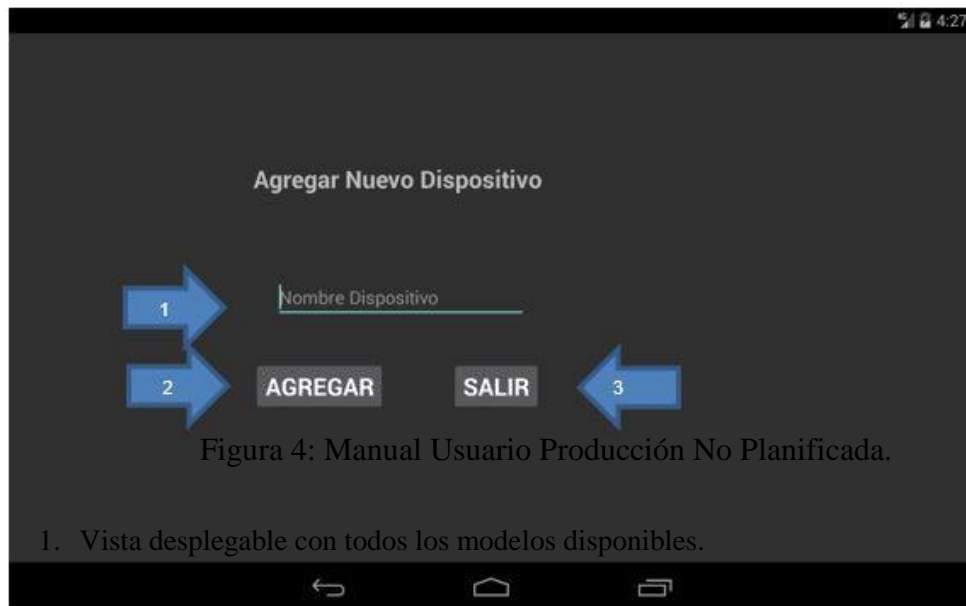 4G 4:27
Agregar Nuevo Dispositivo
1 Nombre Dispositivo
2 AGREGAR SALIR 3
Figura 4: Manual Usuario Producción No Planificada.
1. Vista desplegable con todos los modelos disponibles.